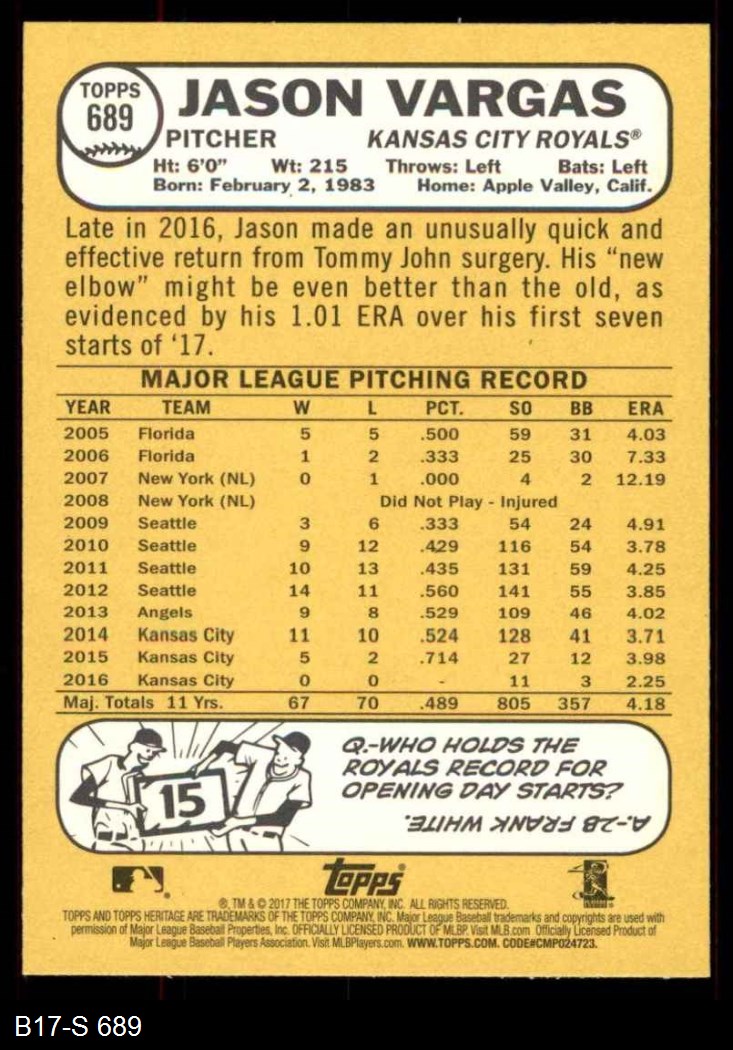 TOPPS
689
JASON VARGAS
PITCHER KANSAS CITY ROYALS®
Ht: 6'0" Wt: 215 Throws: Left Bats: Left
Born: February 2, 1983 Home: Apple Valley, Calif.
Late in 2016, Jason made an unusually quick and
effective return from Tommy John surgery. His “new
elbow” might be even better than the old, as
evidenced by his 1.01 ERA over his first seven
starts of ‘17.
MAJOR LEAGUE PITCHING RECORD
YEAR TEAM W L PCT. SO BB ERA
2005 Florida 5 5 .500 59 31 4.03
2006 Florida 1 2 .333 25 30 7.33
2007 New York (NL) 0 1 .000 4 2 12.19
2008 New York (NL) Did Not Play - Injured
2009 Seattle 3 6 .333 54 24 4.91
2010 Seattle 9 12 .429 116 54 3.78
2011 Seattle 10 13 .435 131 59 4.25
2012 Seattle 14 11 .560 141 55 3.85
2013 Angels 9 8 .529 109 46 4.02
2014 Kansas City 11 10 .524 128 41 3.71
2015 Kansas City 5 2 .714 27 12 3.98
2016 Kansas City 0 0 - 11 3 2.25
Maj. Totals 11 Yrs. 67 70 .489 805 357 4.18
15
Q.-WHO HOLDS THE
ROYALS RECORD FOR
OPENING DAY STARTS?
A.-2B FRANK WHITE.
Topps
®, TM & © 2017 THE TOPPS COMPANY, INC. ALL RIGHTS RESERVED.
TOPPS AND TOPPS HERITAGE ARE TRADEMARKS OF THE TOPPS COMPANY, INC. Major League Baseball trademarks and copyrights are used with
permission of Major League Baseball Properties, Inc. OFFICIALLY LICENSED PRODUCT OF MLBP. Visit MLB.com Officially Licensed Product of
Major League Baseball Players Association. Visit MLBPlayers.com. WWW.TOPPS.COM. CODE#CMP024723.
B17-S 689